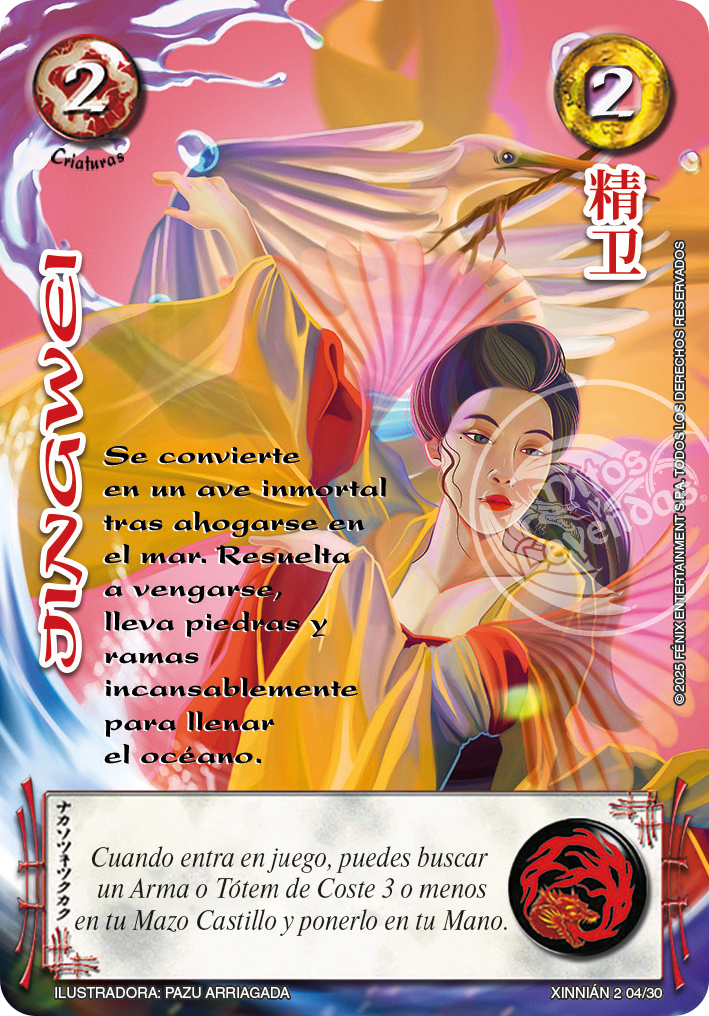 2
Criaturas
2
精
卫
JINGWEI
Se convierte
en un ave inmortal
tras ahogarse en
el mar. Resuelta
a vengarse,
lleva piedras y
ramas
incansablemente
para llenar
el océano.
Mitos
y
Leyendas
©2025 FÉNIX ENTERTAINMENT S.P.A. TODOS LOS DERECHOS RESERVADOS
Cuando entra en juego, puedes buscar
un Arma o Tótem de Coste 3 o menos
en tu Mazo Castillo y ponerlo en tu Mano.
ILUSTRADORA: PAZU ARRIAGADA
XINNIÁN 2 04/30